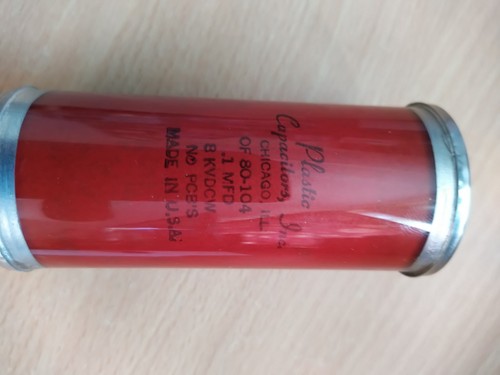 Plastic
Capacitors, Inc.
CHICAGO, ILL.
OF 80-104
.1 MFD
8 KVDCW
NO PCB'S
MADE IN U.S.A.